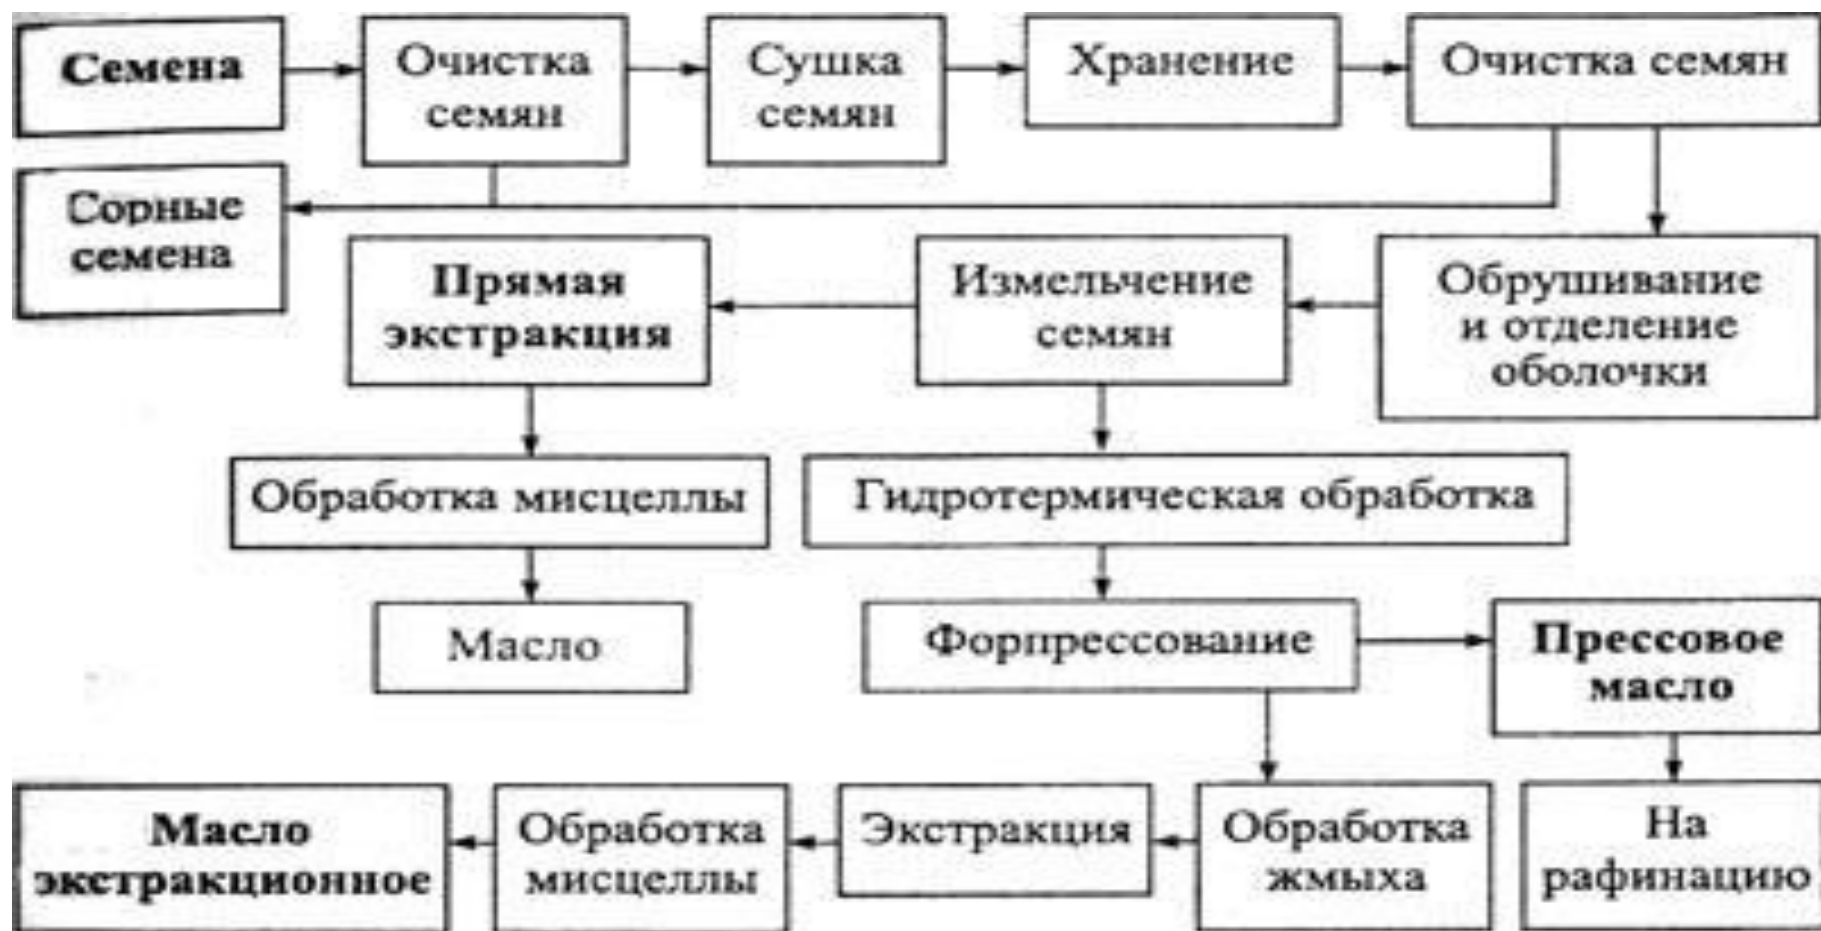 Семена
Очистка
семян
Сушка
семян
Хранение
Очистка семян
Сорные
семена
Прямая
экстракция
Измельчение
семян
Обрушивание
и отделение
оболочки
Обработка мисцеллы
Гидротермическая обработка
Масло
Форпрессование
Прессовое
масло
Масло
экстракционное
Обработка
мисцеллы
Экстракция
Обработка
жмыха
На
рафинацию